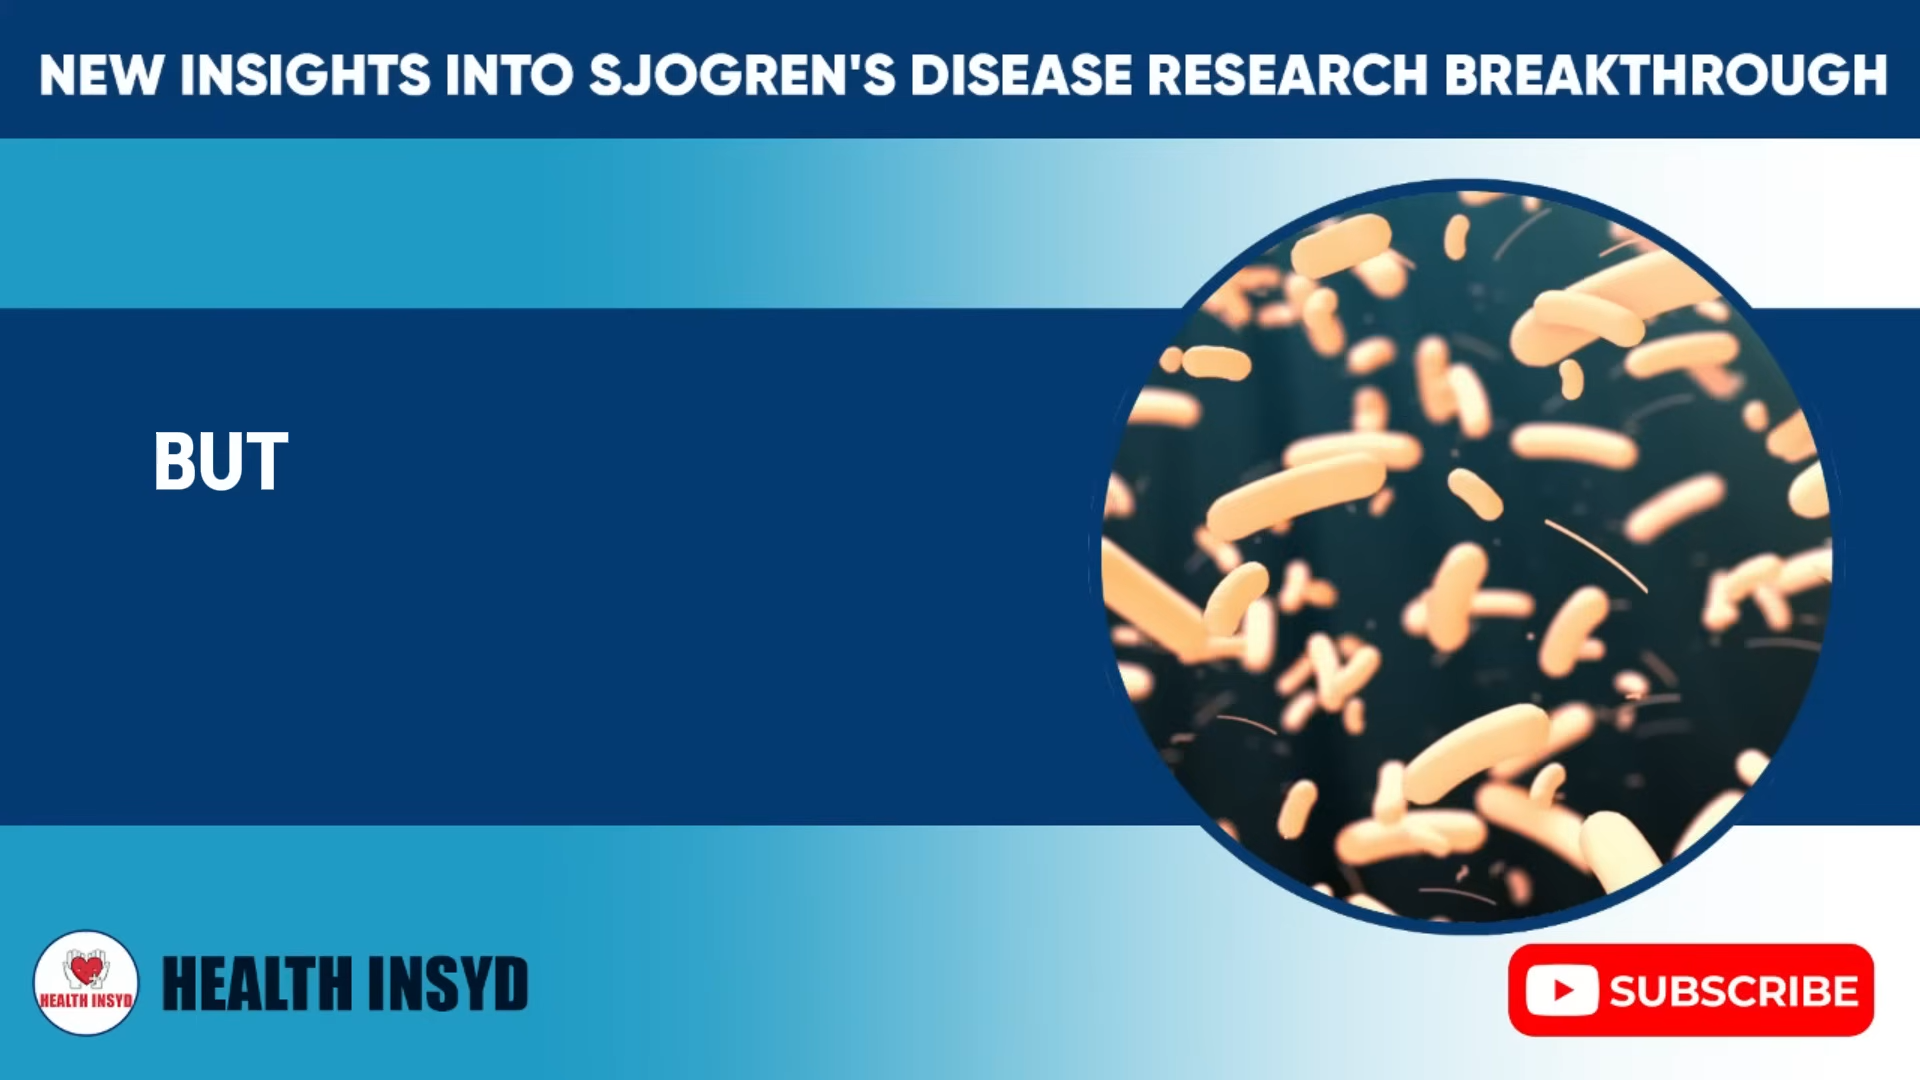 NEW INSIGHTS INTO SJOGREN'S DISEASE RESEARCH BREAKTHROUGH
BUT
HEALTH INSYD
HEALTH INSYD
SUBSCRIBE